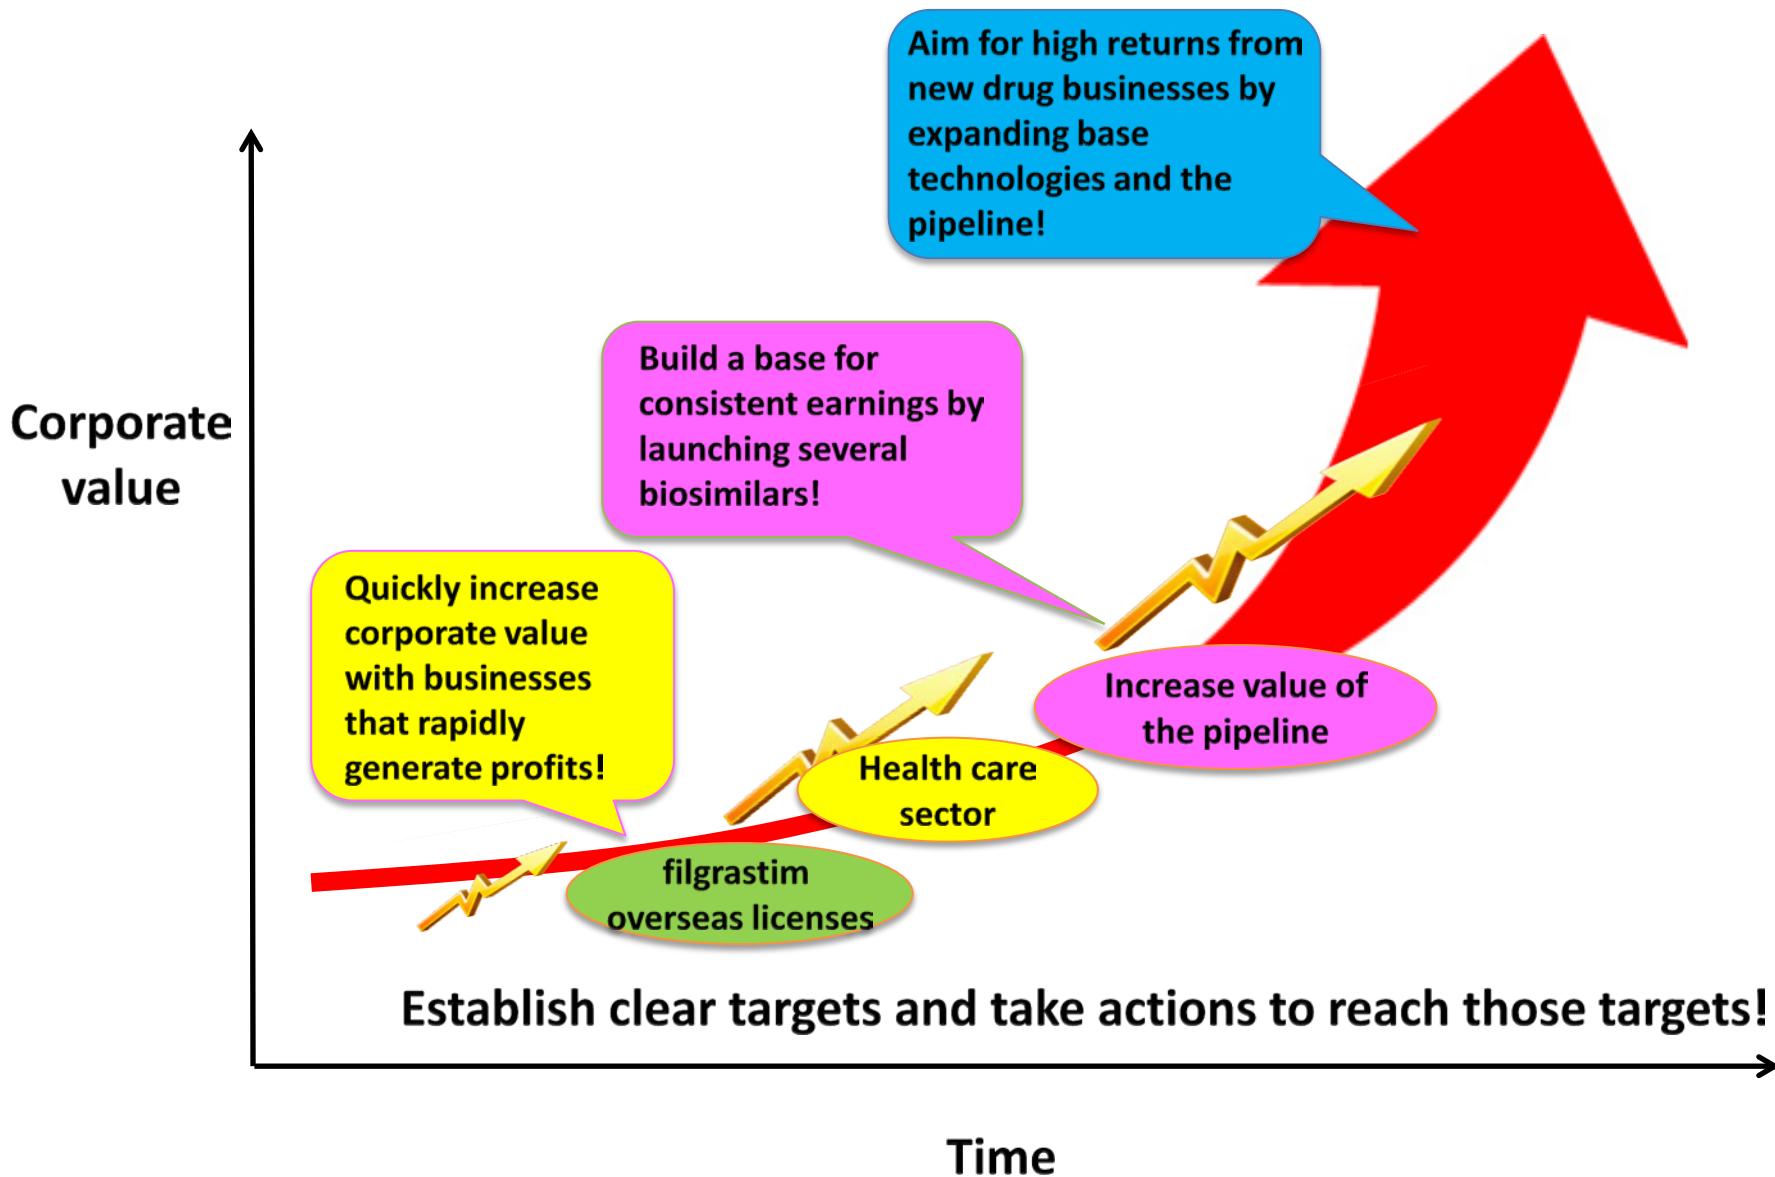 Aim for high returns from
new drug businesses by
expanding base
technologies and the
pipeline!
Build a base for
consistent earnings by
launching several
biosimilars!
Corporate
value
Quickly increase
corporate value
with businesses
that rapidly
generate profits!
Increase value of
the pipeline
Health care
sector
filgrastim
overseas licenses
Establish clear targets and take actions to reach those targets!
Time